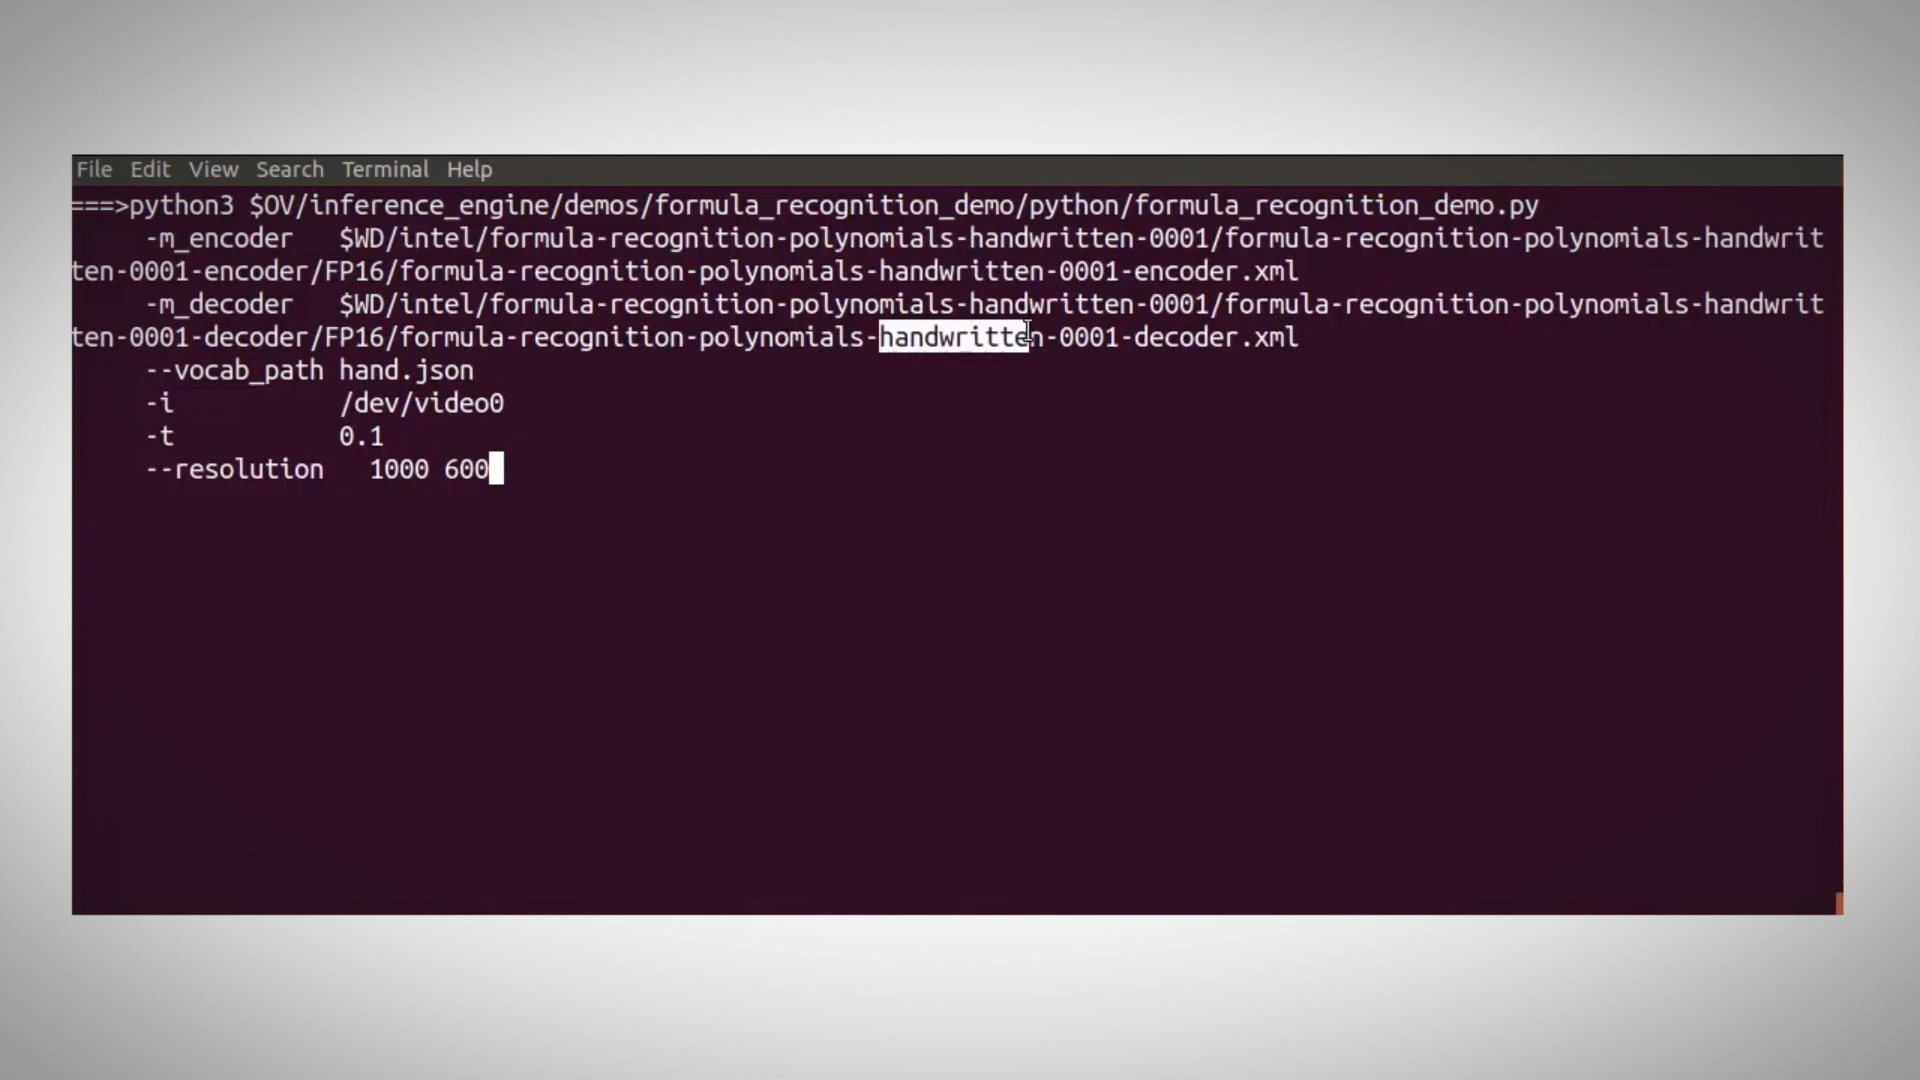 File Edit View Search Terminal Help
===>python3 $OV/inference_engine/demos/formula_recognition_demo/python/formula_recognition_demo.py
-m_encoder $WD/intel/formula-recognition-polynomials-handwritten-0001/formula-recognition-polynomials-handwrit
ten-0001-encoder/FP16/formula-recognition-polynomials-handwritten-0001-encoder.xml
-m_decoder $WD/intel/formula-recognition-polynomials-handwritten-0001/formula-recognition-polynomials-handwrit
ten-0001-decoder/FP16/formula-recognition-polynomials-handwritten-0001-decoder.xml
--vocab_path hand.json
-i /dev/video0
-t 0.1
--resolution 1000 600